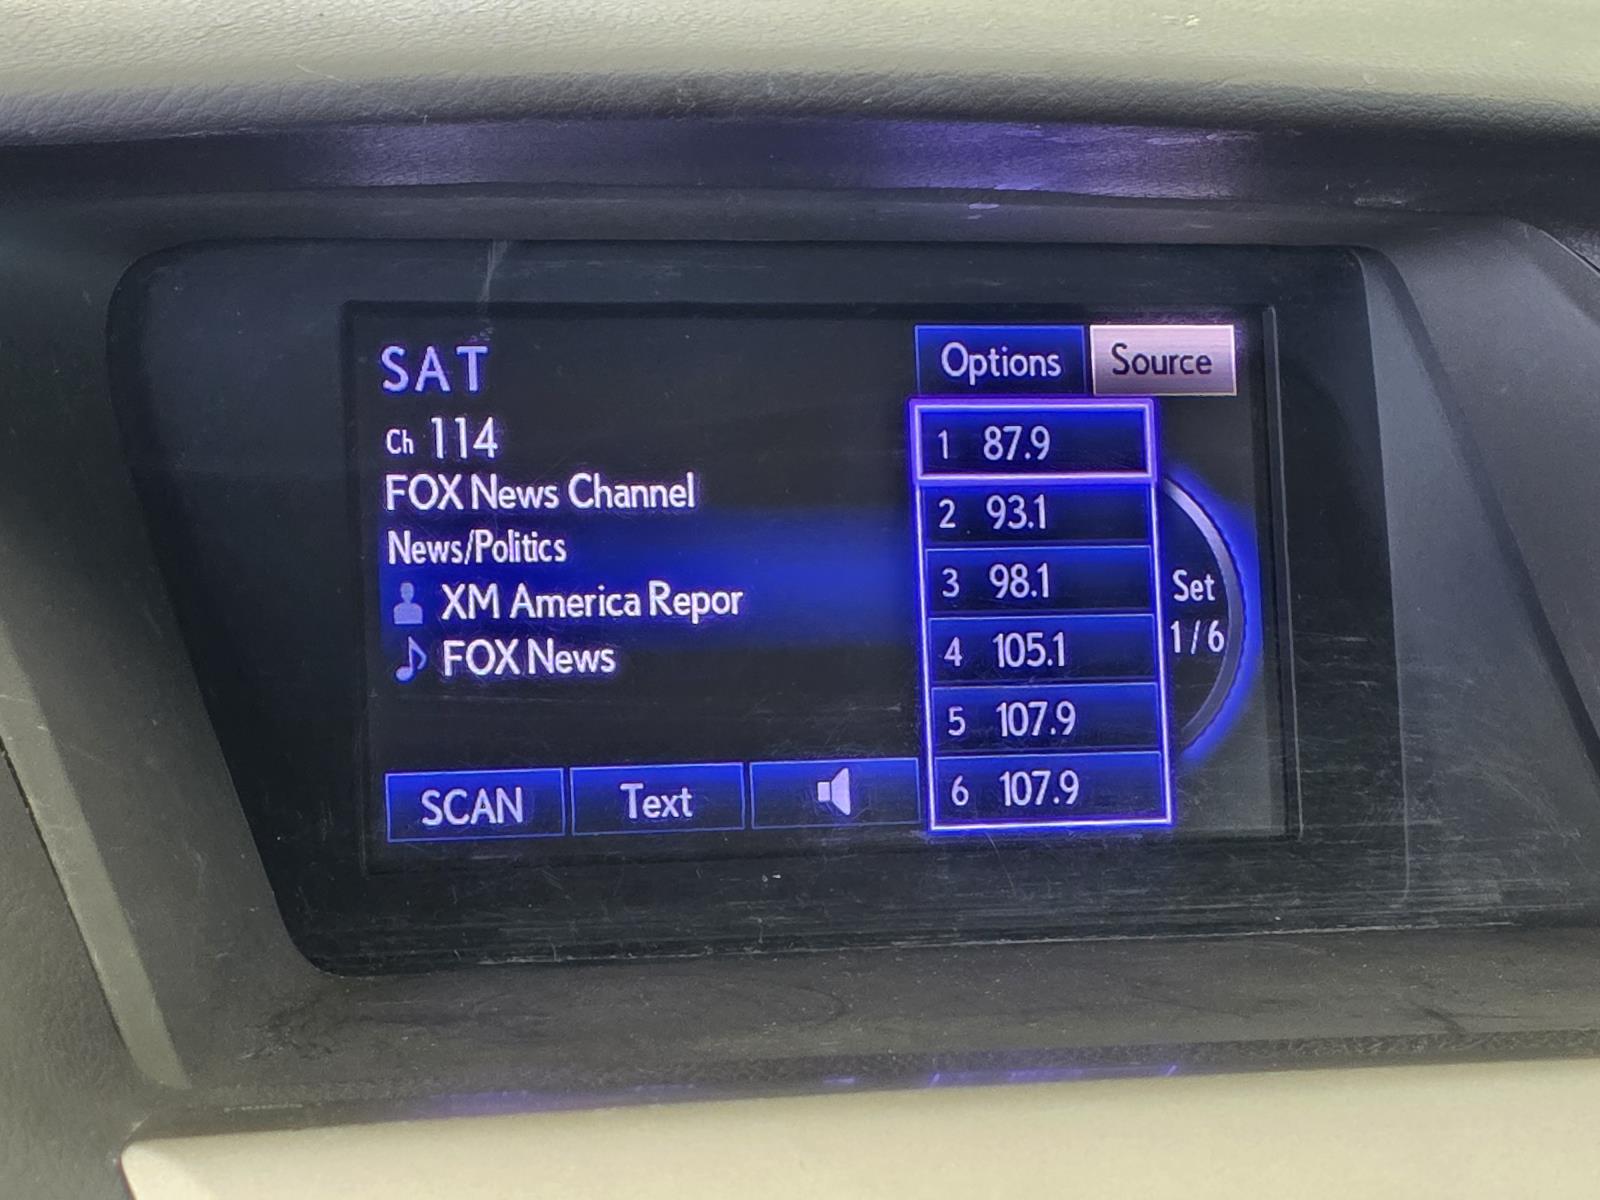 SAT
Ch 114
FOX News Channel
News/Politics
XM America Repor
FOX News
SCAN
Text
Options
Source
1 87.9
2 93.1
3 98.1
4 105.1
5 107.9
6 107.9
Set
1/6